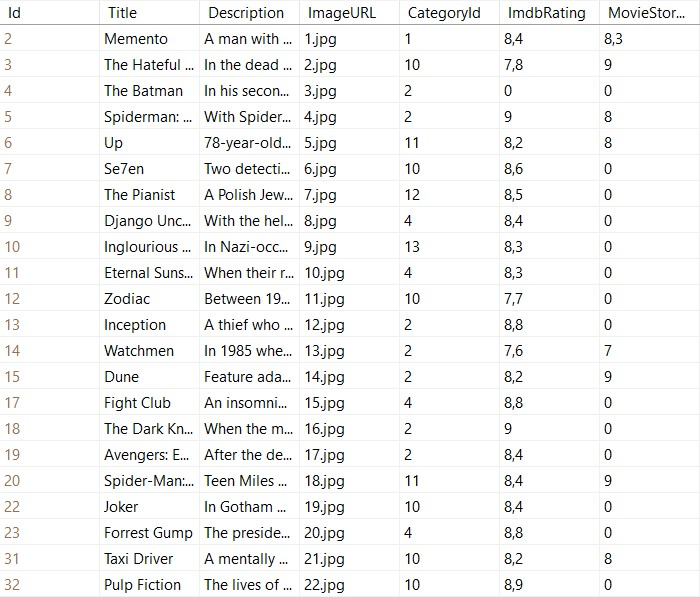 Id Title Description ImageURL CategoryId ImdbRating MovieStor...
2 Memento A man with ... 1.jpg 1 8,4 8,3
3 The Hateful ... In the dead ... 2.jpg 10 7,8 9
4 The Batman In his secon... 3.jpg 2 0 0
5 Spiderman: ... With Spider... 4.jpg 2 9 8
6 Up 78-year-old... 5.jpg 11 8,2 8
7 Se7en Two detecti... 6.jpg 10 8,6 0
8 The Pianist A Polish Jew... 7.jpg 12 8,5 0
9 Django Unc... With the hel... 8.jpg 4 8,4 0
10 Inglourious ... In Nazi-occ... 9.jpg 13 8,3 0
11 Eternal Suns... When their r... 10.jpg 4 8,3 0
12 Zodiac Between 19... 11.jpg 10 7,7 0
13 Inception A thief who ... 12.jpg 2 8,8 0
14 Watchmen In 1985 whe... 13.jpg 2 7,6 7
15 Dune Feature ada... 14.jpg 2 8,2 9
17 Fight Club An insomni... 15.jpg 4 8,8 0
18 The Dark Kn... When the m... 16.jpg 2 9 0
19 Avengers: E... After the de... 17.jpg 2 8,4 0
20 Spider-Man:... Teen Miles ... 18.jpg 11 8,4 9
22 Joker In Gotham ... 19.jpg 10 8,4 0
23 Forrest Gump The preside... 20.jpg 4 8,8 0
31 Taxi Driver A mentally ... 21.jpg 10 8,2 8
32 Pulp Fiction The lives of ... 22.jpg 10 8,9 0